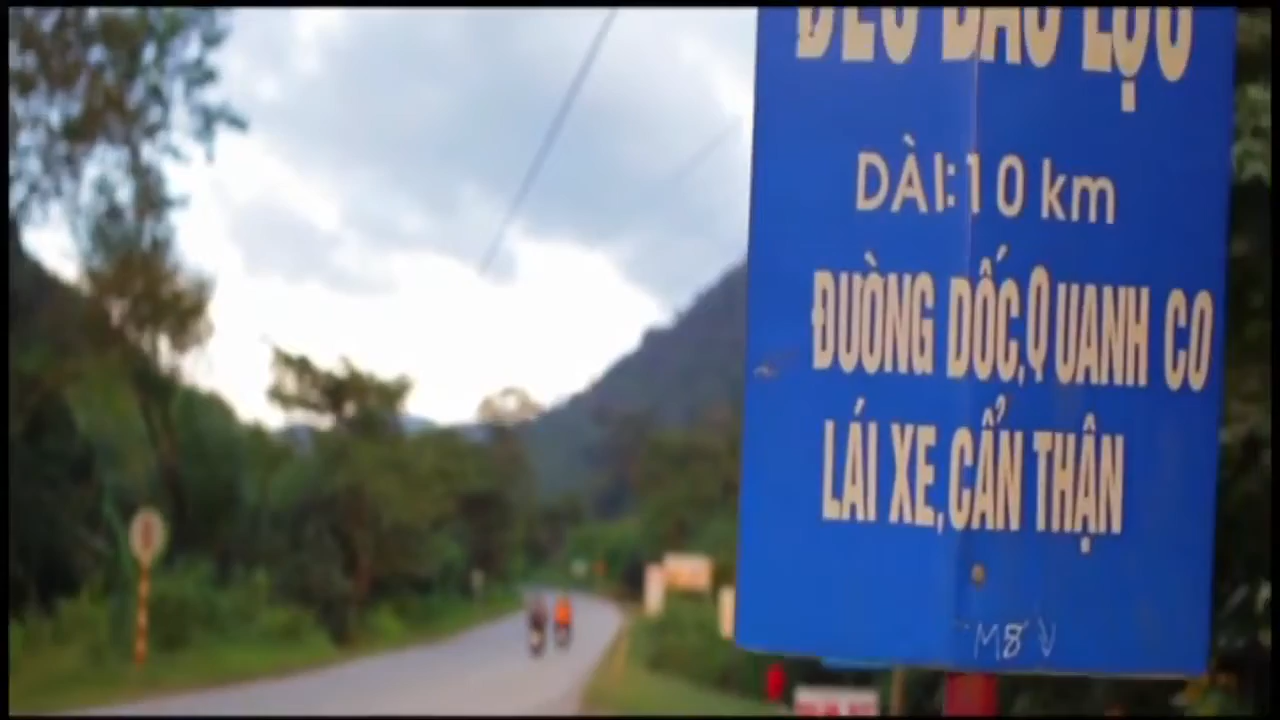 ĐÈO BẢO LỘC
DÀI:10 km
ĐƯỜNG DỐC,QUANH CO
LÁI XE,CẨN THẬN